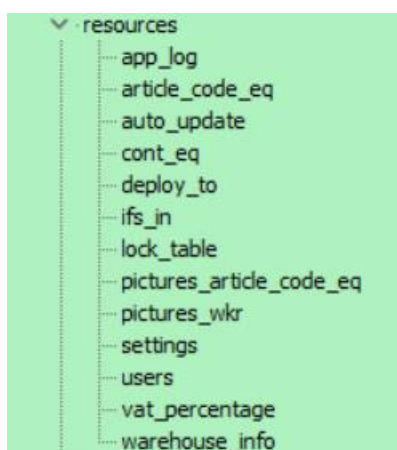 resources
app_log
article_code_eq
auto_update
cont_eq
deploy_to
ifs_in
lock_table
pictures_article_code_eq
pictures_wkr
settings
users
vat_percentage
warehouse_info